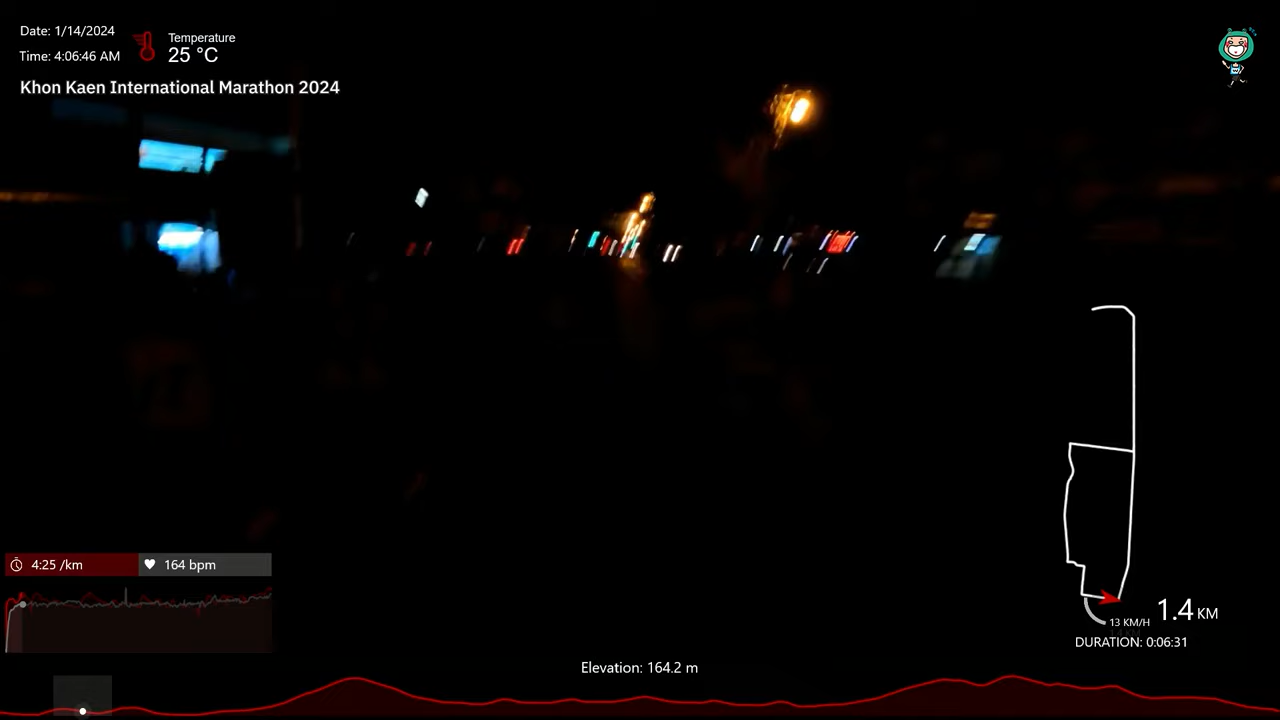 Date: 1/14/2024
Time: 4:06:46 AM
Temperature
25 °C
Khon Kaen International Marathon 2024
4:25 /km
164 bpm
1.4 KM
13 KM/H
DURATION: 0:06:31
Elevation: 164.2 m